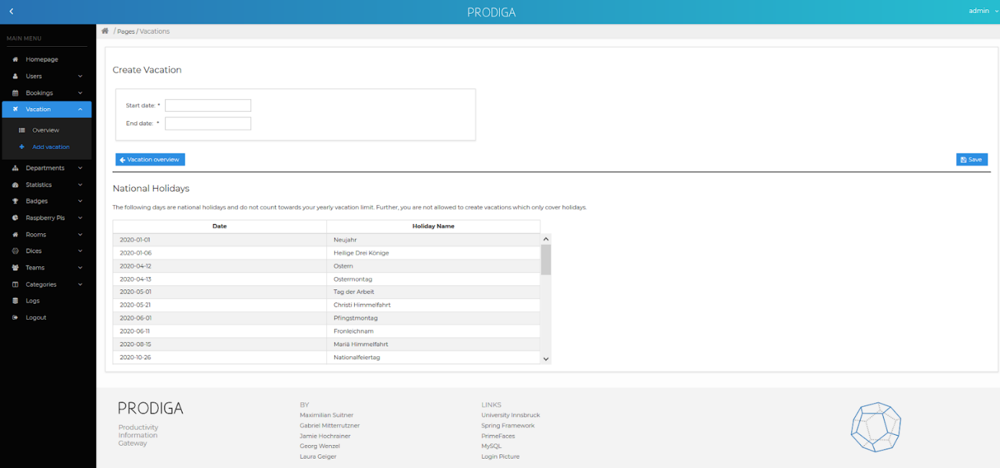 PRODIGA
admin
MAIN MENU
Homepage
Users
Bookings
Vacation
Overview
Add vacation
Departments
Statistics
Badges
Raspberry PIs
Rooms
Dices
Teams
Categories
Logs
Logout
/ Pages / Vacations
Create Vacation
Start date: *
End date: *
Vacation overview
Save
National Holidays
The following days are national holidays and do not count towards your yearly vacation limit. Further, you are not allowed to create vacations which only cover holidays.
Date Holiday Name
2020-01-01 Neujahr
2020-01-06 Heilige Drei Könige
2020-04-12 Ostern
2020-04-13 Ostermontag
2020-05-01 Tag der Arbeit
2020-05-21 Christi Himmelfahrt
2020-06-01 Pfingstmontag
2020-06-11 Fronleichnam
2020-08-15 Mariä Himmelfahrt
2020-10-26 Nationalfeiertag
PRODIGA
Productivity
Information
Gateway
BY
Maximilian Suitner
Gabriel Mitterrutzner
Jamie Hochrainer
Georg Wenzel
Laura Geiger
LINKS
University Innsbruck
Spring Framework
PrimeFaces
MySQL
Login Picture